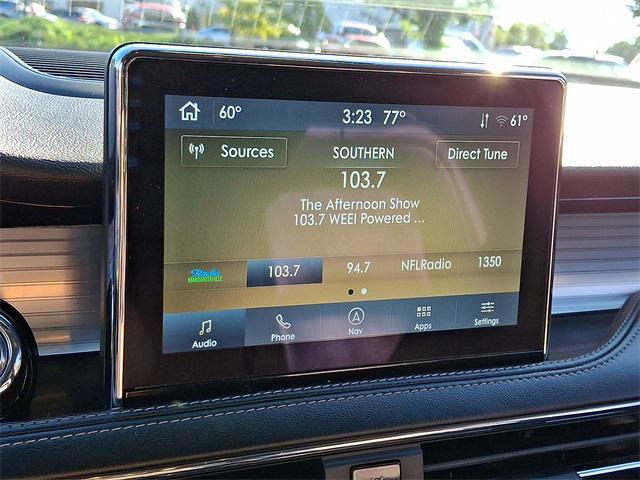 60° 3:23 77° 61°
Sources SOUTHERN Direct Tune
103.7
The Afternoon Show
103.7 WEEI Powered ...
Radio MARGARITAVILLE 103.7 94.7 NFLRadio 1350
Audio Phone Nav Apps Settings